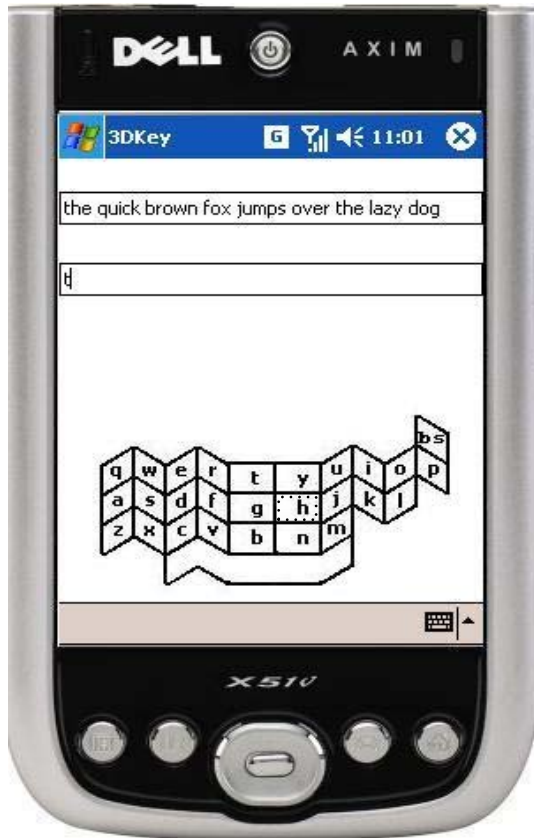 DELL AXIM
3DKey G 11:01
the quick brown fox jumps over the lazy dog
t
bs
q w e r t y u i o p
a s d f g h j k l
z x c v b n m
X51v